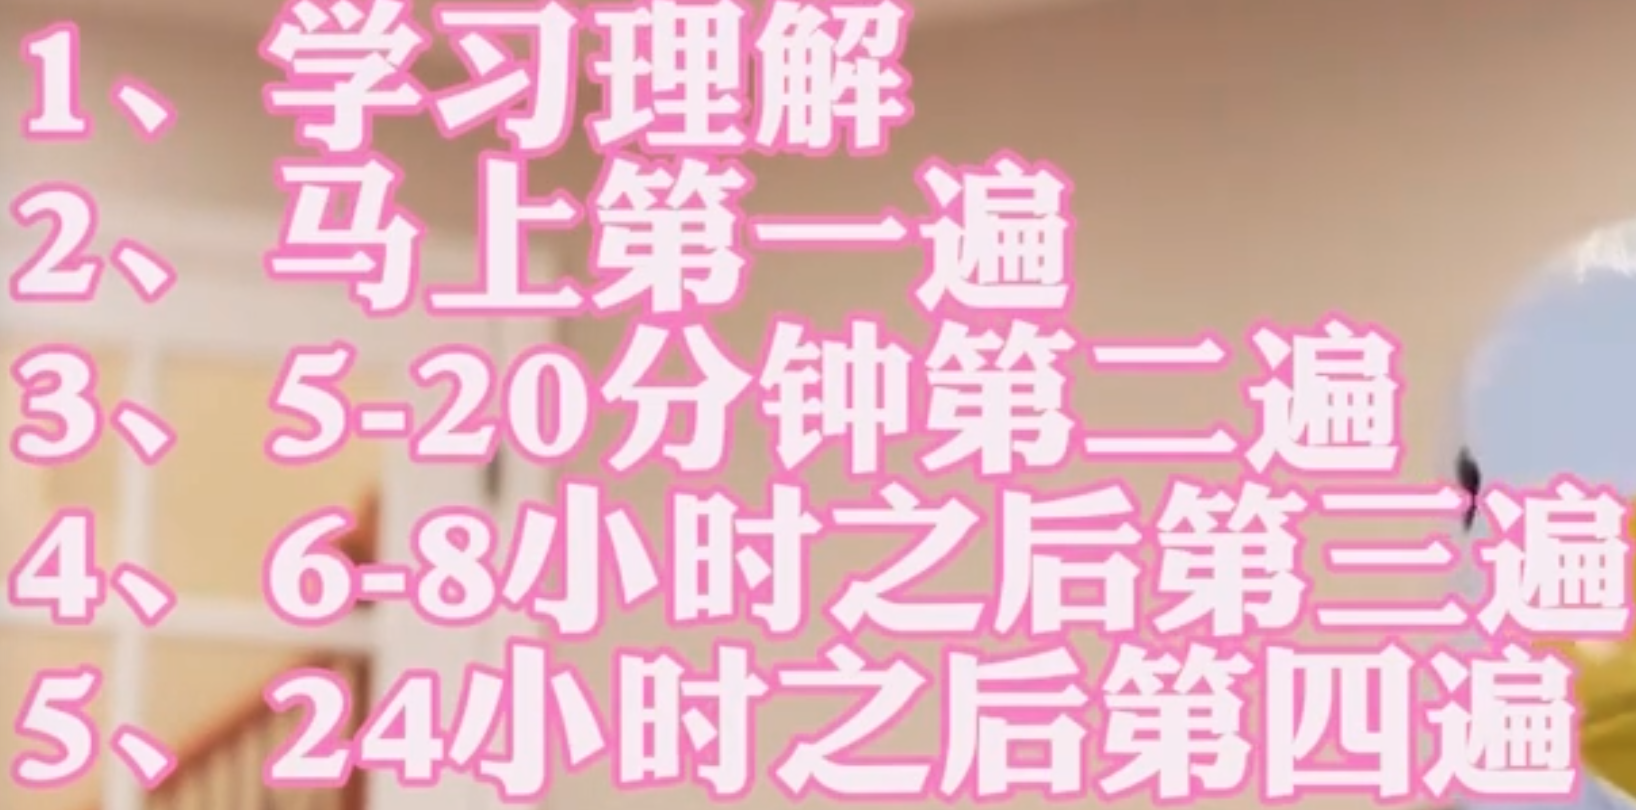 1、学习理解
2、马上第一遍
3、5-20分钟第二遍
4、6-8小时之后第三遍
5、24小时之后第四遍